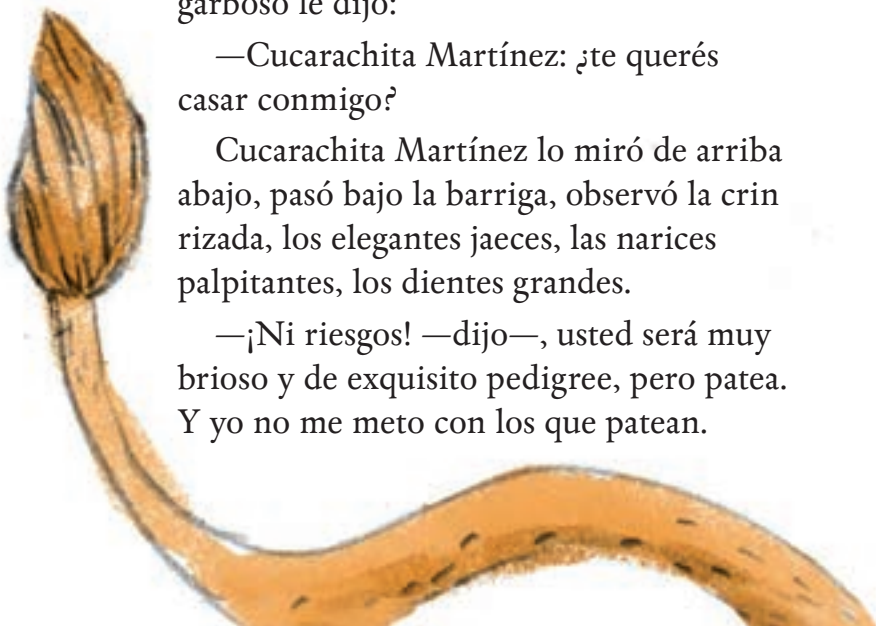 garboso le dijo:
—Cucarachita Martínez: ¿te querés
casar conmigo?
Cucarachita Martínez lo miró de arriba
abajo, pasó bajo la barriga, observó la crin
rizada, los elegantes jaeces, las narices
palpitantes, los dientes grandes.
—¡Ni riesgos! —dijo—, usted será muy
brioso y de exquisito pedigree, pero patea.
Y yo no me meto con los que patean.